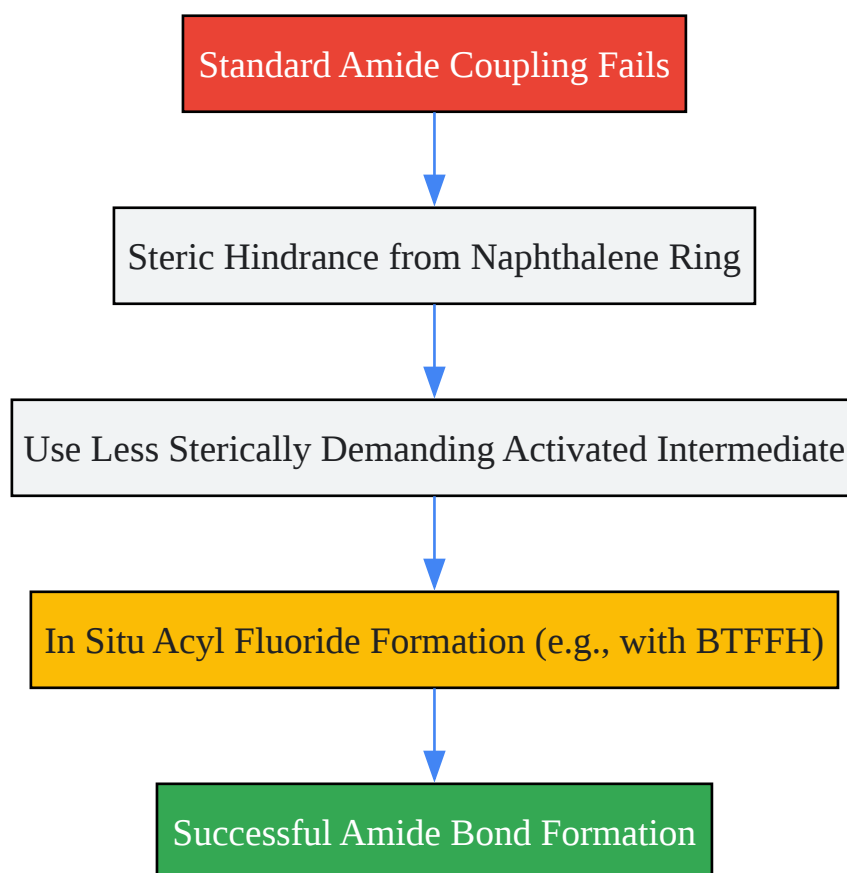 Standard Amide Coupling Fails
Steric Hindrance from Naphthalene Ring
Use Less Sterically Demanding Activated Intermediate
In Situ Acyl Fluoride Formation (e.g., with BTFFH)
Successful Amide Bond Formation